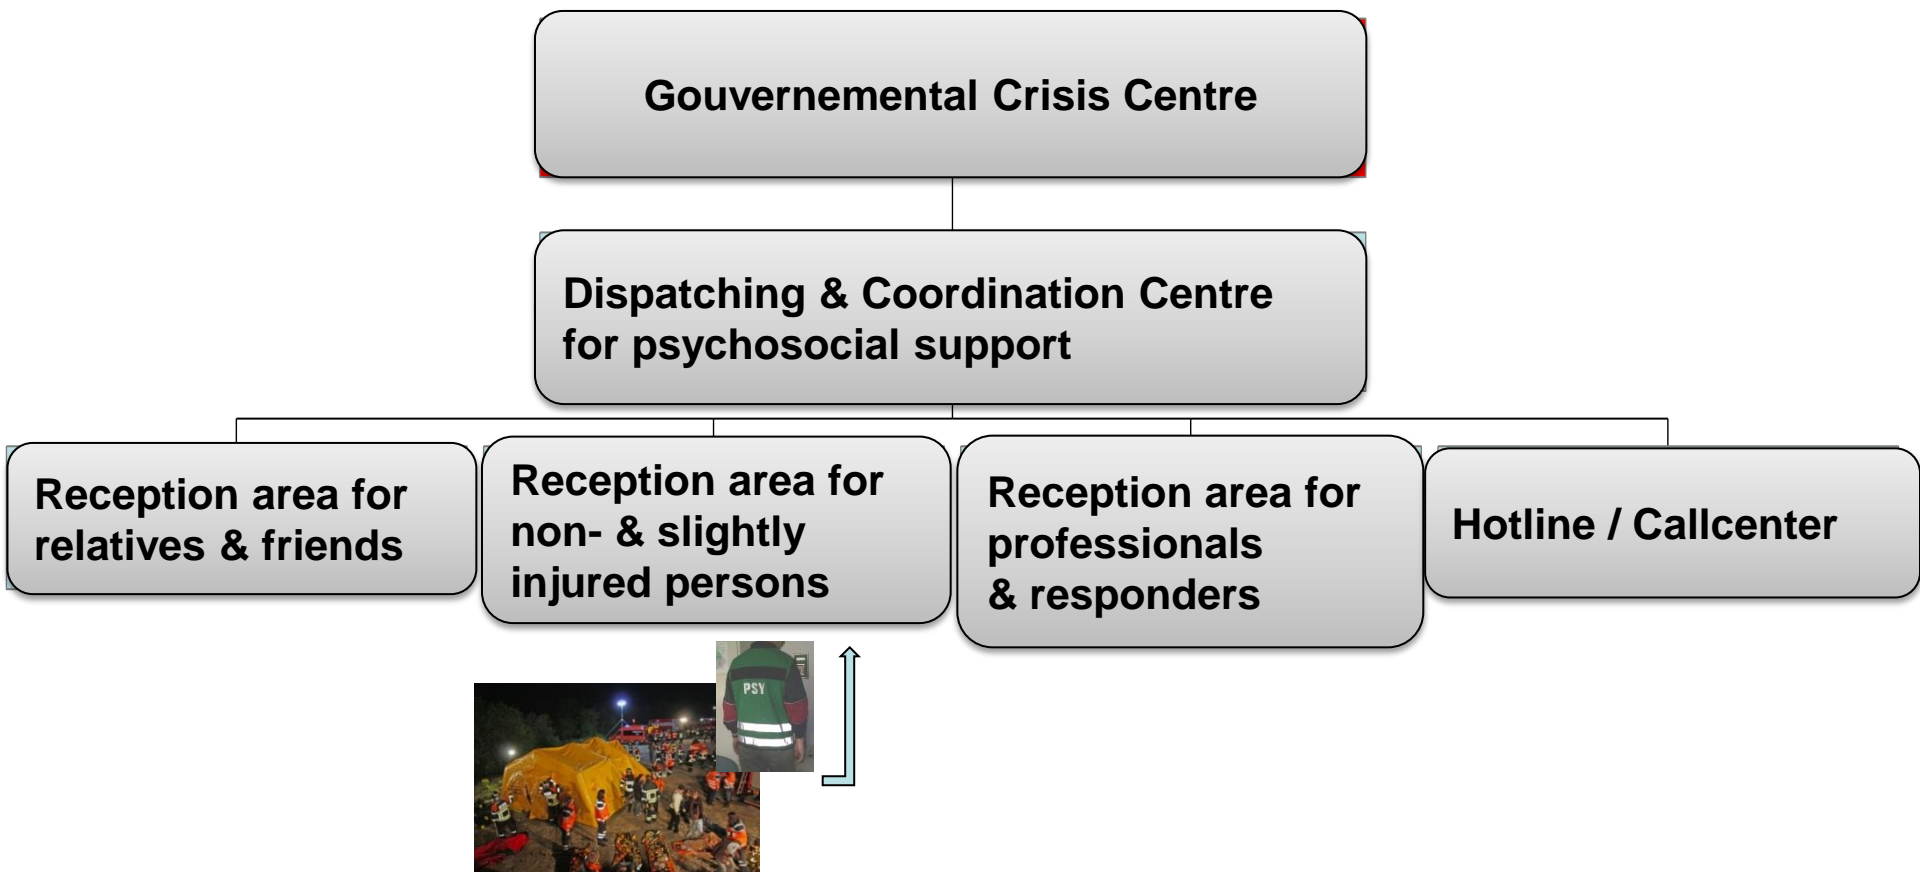 Gouvernemental Crisis Centre
Dispatching & Coordination Centre
for psychosocial support
Reception area for
relatives & friends
Reception area for
non- & slightly
injured persons
Reception area for
professionals
& responders
Hotline / Callcenter
PSY